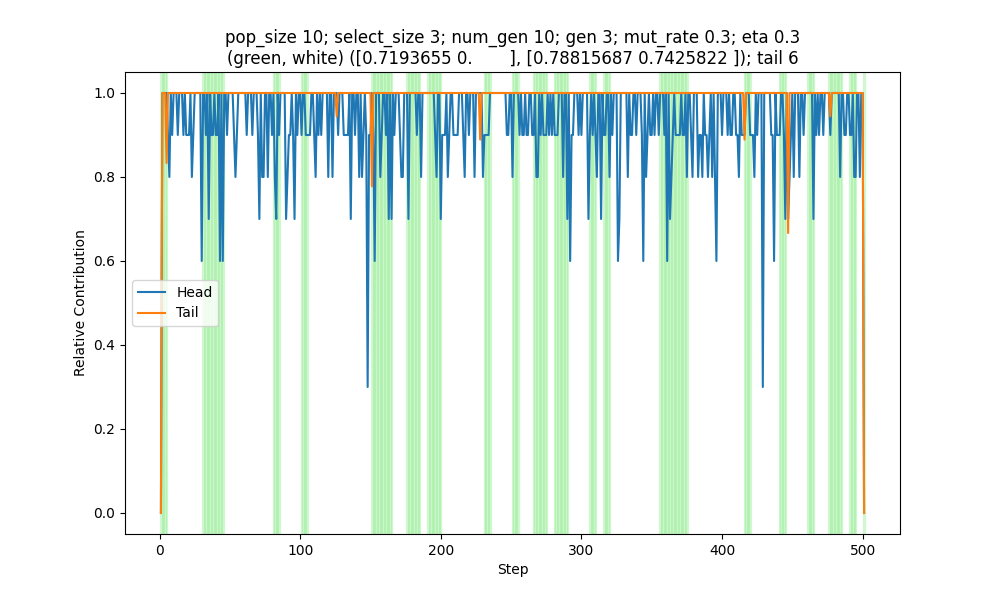 pop_size 10; select_size 3; num_gen 10; gen 3; mut_rate 0.3; eta 0.3
(green, white) ([0.7193655 0.       ], [0.78815687 0.7425822 ]); tail 6
1.0
0.8
0.6
0.4
0.2
0.0
Relative Contribution
Head
Tail
0 100 200 300 400 500
Step